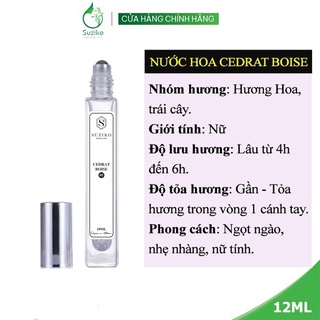 Suziko
CỬA HÀNG CHÍNH HÃNG
NƯỚC HOA CEDRAT BOISE
Nhóm hương: Hương Hoa,
trái cây.
Giới tính: Nữ
Độ lưu hương: Lâu từ 4h
đến 6h.
Độ tỏa hương: Gần - Tỏa
hương trong vòng 1 cánh tay.
Phong cách: Ngọt ngào,
nhẹ nhàng, nữ tính.
S
SUZIKO
CEDRAT
BOISE
10ML
12ML